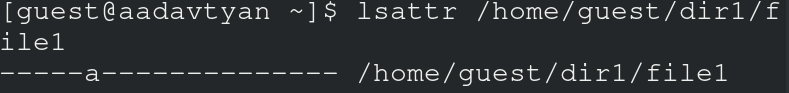 [guest@aadavtyan ~]$ lsattr /home/guest/dir1/f
ile1
-----a-------------- /home/guest/dir1/file1